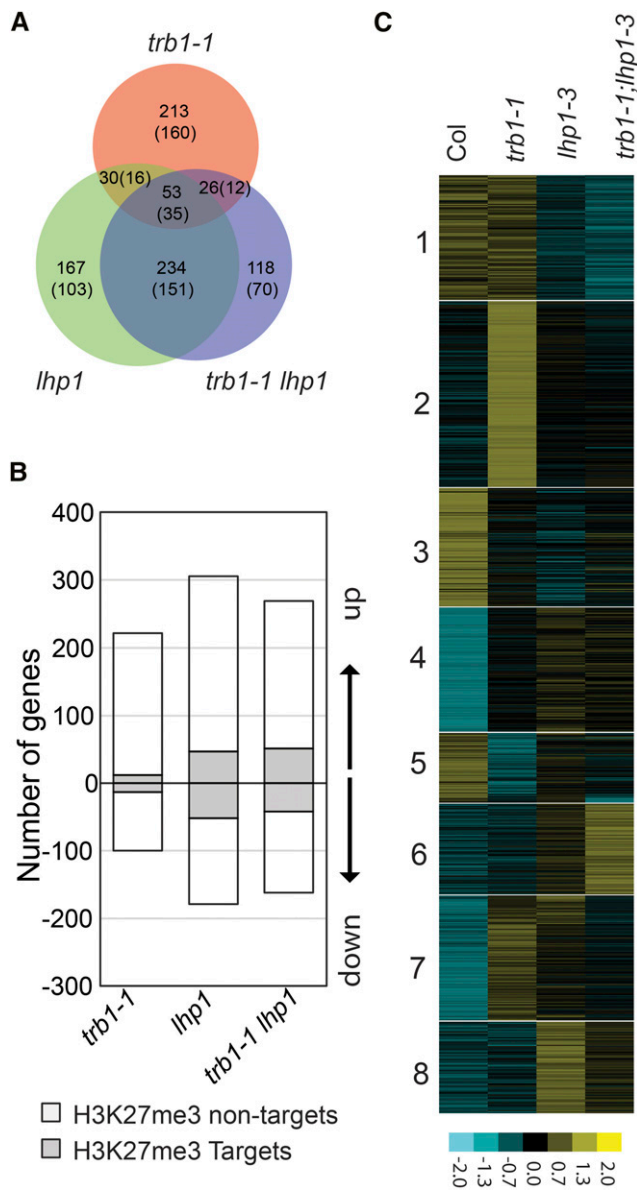 A
trb1-1
213
(160)
30(16)
53
(35)
26(12)
167
(103)
234
(151)
118
(70)
lhp1
trb1-1 lhp1
B
400
300
200
100
0
-100
-200
-300
Number of genes
up
down
trb1-1
lhp1
trb1-1 lhp1
H3K27me3 non-targets
H3K27me3 Targets
C
Col
trb1-1
lhp1-3
trb1-1;lhp1-3
1
2
3
4
5
6
7
8
-2.0
-1.3
-0.7
0.0
0.7
1.3
2.0